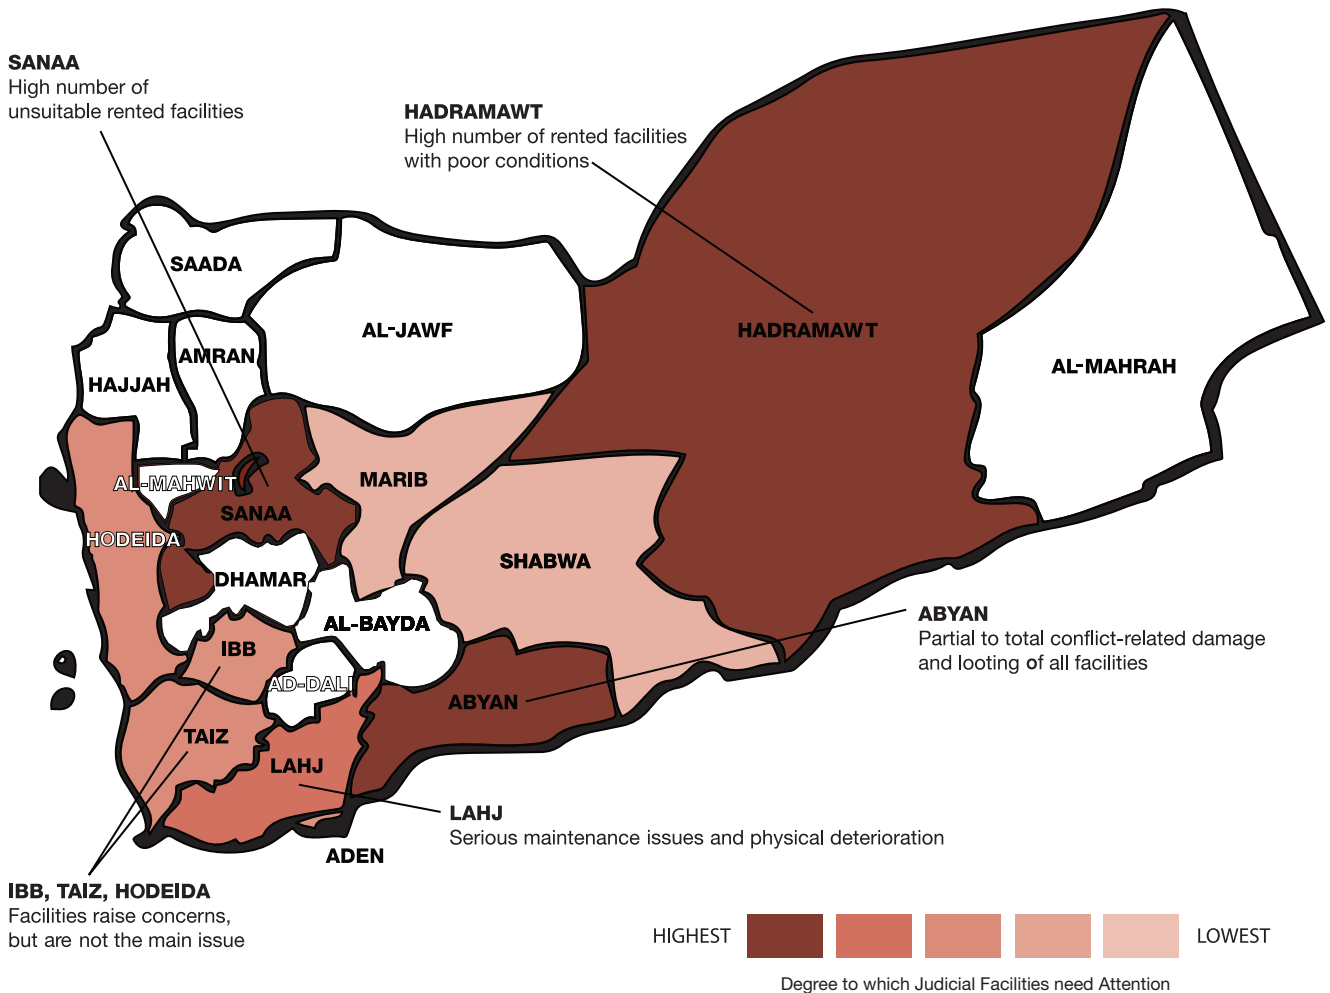 SANAA
High number of
unsuitable rented facilities
HADRAMAWT
High number of rented facilities
with poor conditions
SAADA
AL-JAWF
HADRAMAWT
AMRAN
HAJJAH
AL-MAHRAH
MARIB
AL-MAHWIT
SANAA
HODEIDA
SHABWA
DHAMAR
AL-BAYDA
ABYAN
Partial to total conflict-related damage
and looting of all facilities
IBB
AD-DALI
ABYAN
TAIZ
LAHJ
LAHJ
Serious maintenance issues and physical deterioration
ADEN
IBB, TAIZ, HODEIDA
Facilities raise concerns,
but are not the main issue
HIGHEST
LOWEST
Degree to which Judicial Facilities need Attention